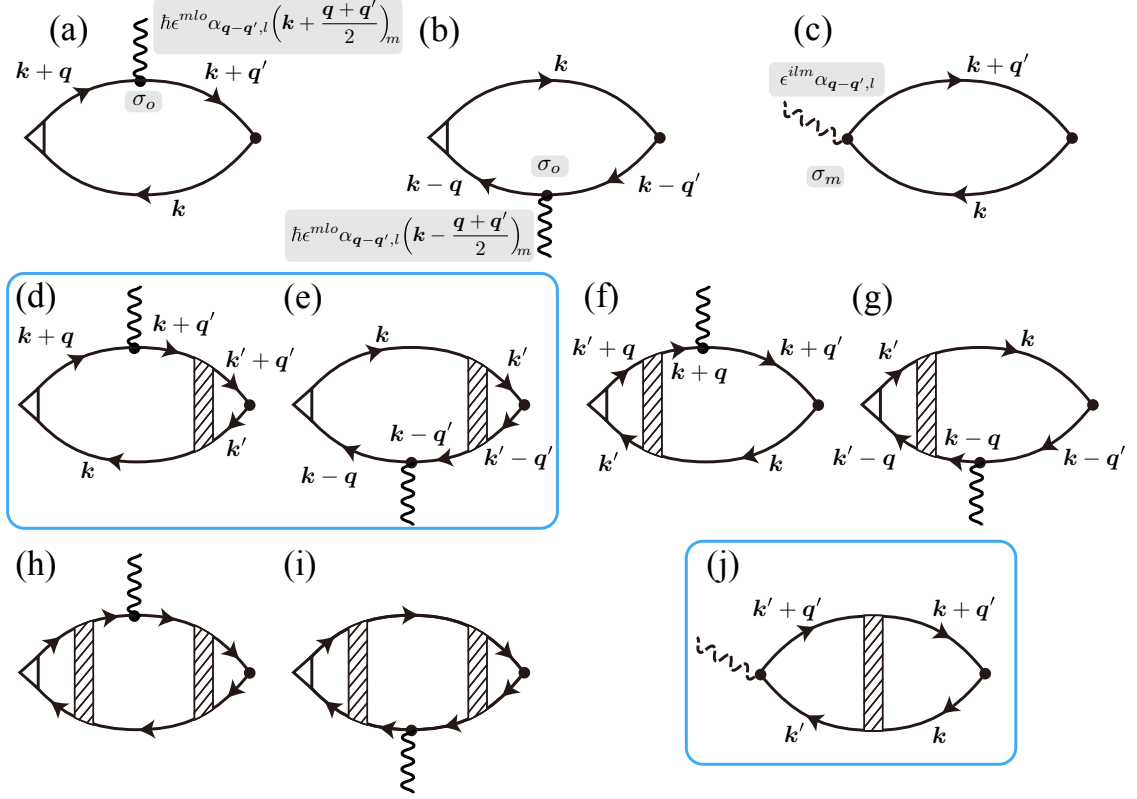 (a)
ħϵ^{mlo}α_{q−q′,l}(k + (q + q′)/2)_m
k + q
k + q′
σ_o
k
(b)
k
σ_o
k − q
k − q′
ħϵ^{mlo}α_{q−q′,l}(k − (q + q′)/2)_m
(c)
ϵ^{ilm}α_{q−q′,l}
k + q′
σ_m
k
(d)
k + q
k + q′
k′ + q′
k
k′
(e)
k
k′
k − q′
k − q
k′ − q′
(f)
k′ + q
k + q
k + q′
k′
k
(g)
k′
k
k − q
k′ − q
k − q′
(h)
(i)
(j)
k′ + q′
k + q′
k′
k